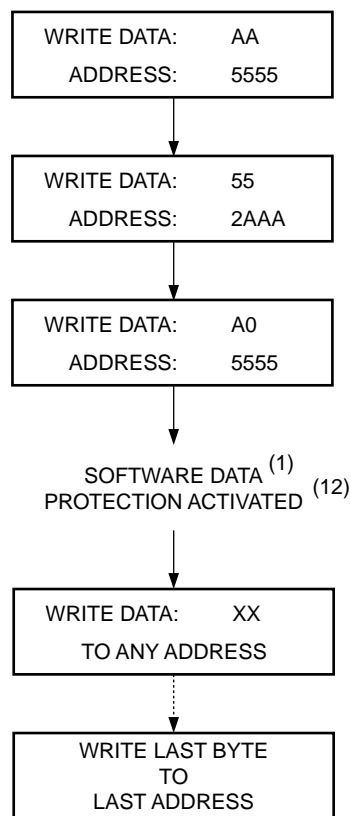 WRITE DATA: AA
ADDRESS: 5555
WRITE DATA: 55
ADDRESS: 2AAA
WRITE DATA: A0
ADDRESS: 5555
SOFTWARE DATA (1)
PROTECTION ACTIVATED (12)
WRITE DATA: XX
TO ANY ADDRESS
WRITE LAST BYTE
TO
LAST ADDRESS